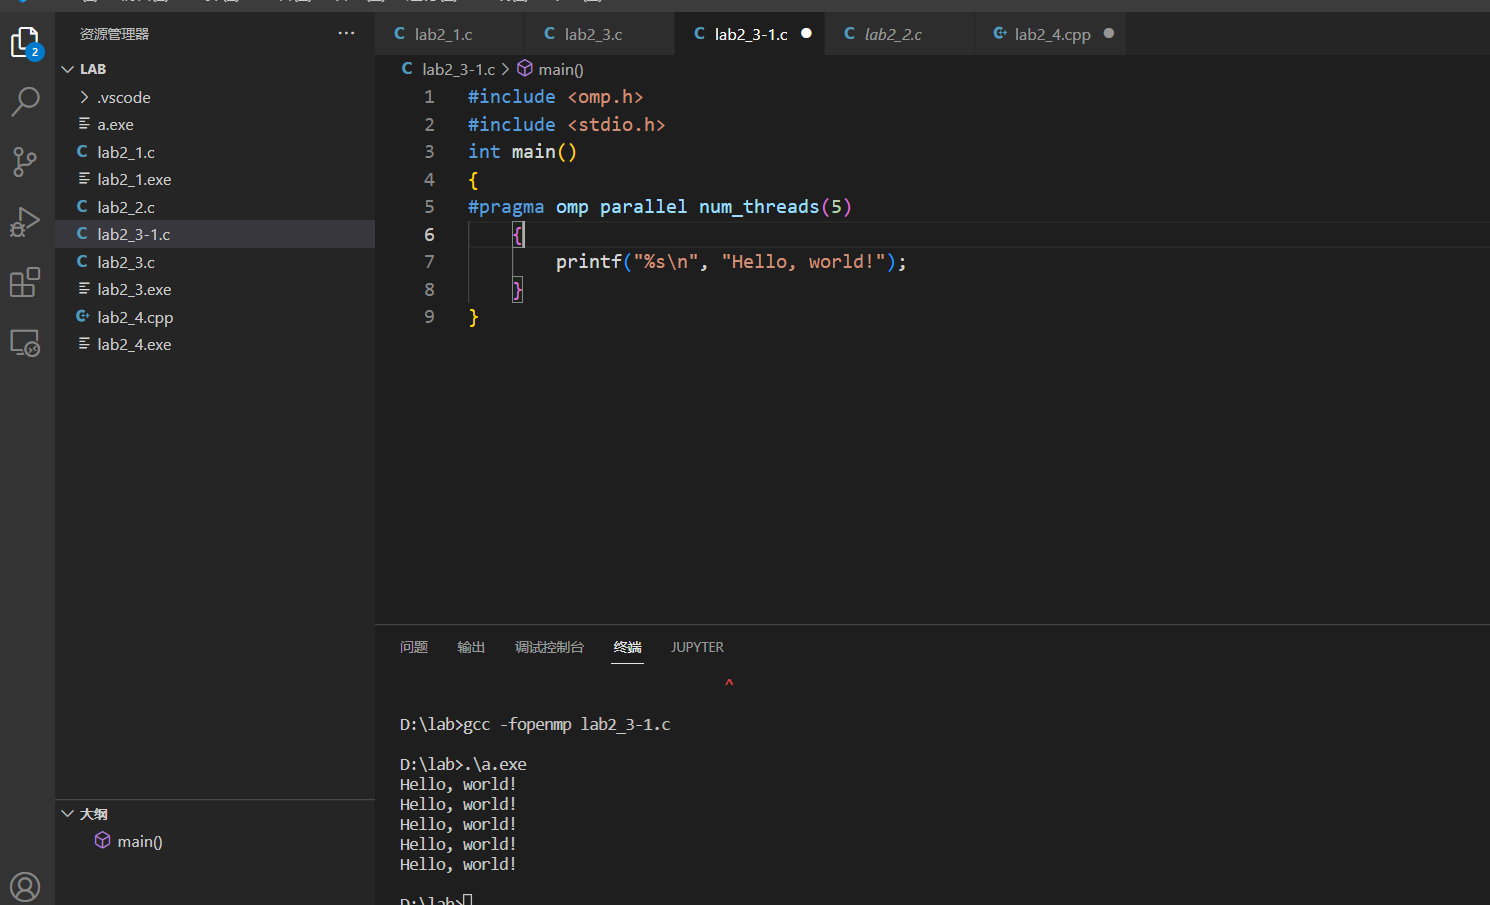 lab2_1.c
lab2_3.c
lab2_3-1.c
lab2_2.c
lab2_4.cpp
2
资源管理器
LAB
.vscode
a.exe
lab2_1.c
lab2_1.exe
lab2_2.c
lab2_3-1.c
lab2_3.c
lab2_3.exe
lab2_4.cpp
lab2_4.exe
大纲
main()
lab2_3-1.c > main()
1 #include <omp.h>
2 #include <stdio.h>
3 int main()
4 {
5 #pragma omp parallel num_threads(5)
6 {
7 printf("%s\n", "Hello, world!");
8 }
9 }
问题 输出 调试控制台 终端 JUPYTER
^
D:\lab>gcc -fopenmp lab2_3-1.c
D:\lab>.\a.exe
Hello, world!
Hello, world!
Hello, world!
Hello, world!
Hello, world!
D:\lab>